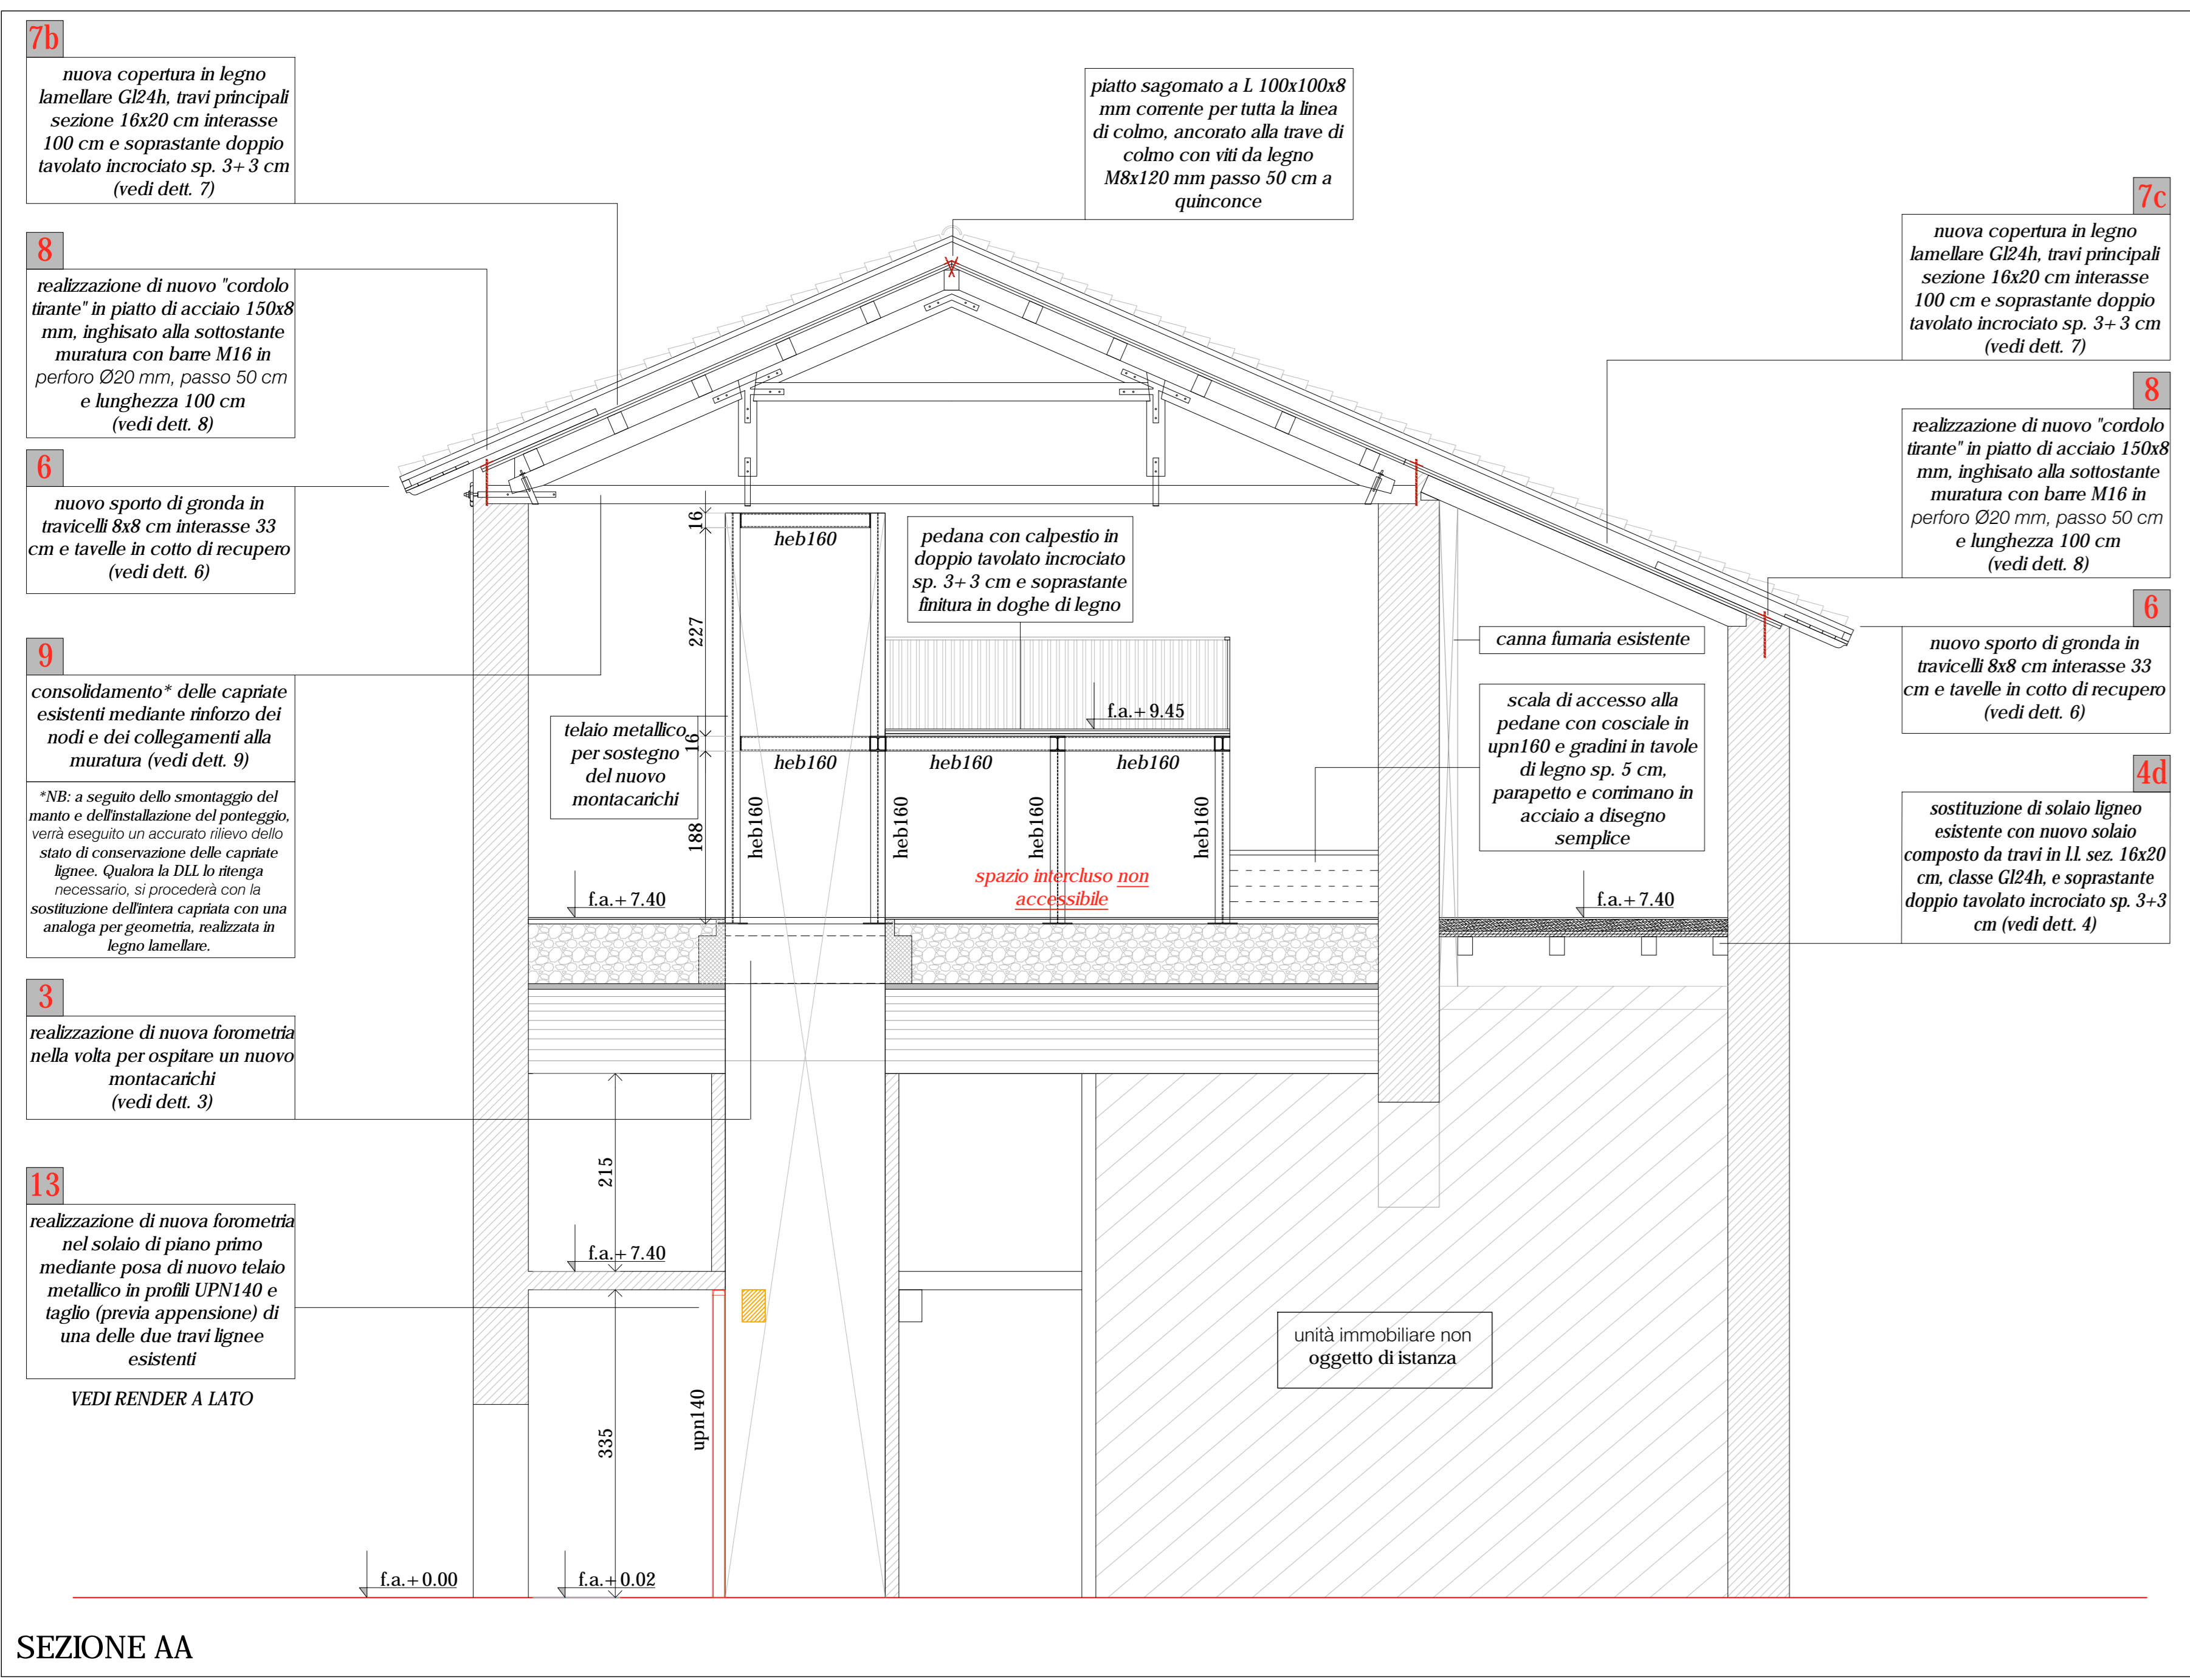 7b
nuova copertura in legno
lamellare Gl24h, travi principali
sezione 16x20 cm interasse
100 cm e soprastante doppio
tavolato incrociato sp. 3+3 cm
(vedi dett. 7)
8
realizzazione di nuovo "cordolo
tirante" in piatto di acciaio 150x8
mm, inghisato alla sottostante
muratura con barre M16 in
perforo Ø20 mm, passo 50 cm
e lunghezza 100 cm
(vedi dett. 8)
6
nuovo sporto di gronda in
travicelli 8x8 cm interasse 33
cm e tavelle in cotto di recupero
(vedi dett. 6)
9
consolidamento* delle capriate
esistenti mediante rinforzo dei
nodi e dei collegamenti alla
muratura (vedi dett. 9)
*NB: a seguito dello smontaggio del
manto e dell'installazione del ponteggio,
verrà eseguito un accurato rilievo dello
stato di conservazione delle capriate
lignee. Qualora la DLL lo ritenga
necessario, si procederà con la
sostituzione dell'intera capriata con una
analoga per geometria, realizzata in
legno lamellare.
3
realizzazione di nuova forometria
nella volta per ospitare un nuovo
montacarichi
(vedi dett. 3)
13
realizzazione di nuova forometria
nel solaio di piano primo
mediante posa di nuovo telaio
metallico in profili UPN140 e
taglio (previa appensione) di
una delle due travi lignee
esistenti
VEDI RENDER A LATO
piatto sagomato a L 100x100x8
mm corrente per tutta la linea
di colmo, ancorato alla trave di
colmo con viti da legno
M8x120 mm passo 50 cm a
quinconce
16
heb160
pedana con calpestio in
doppio tavolato incrociato
sp. 3+3 cm e soprastante
finitura in doghe di legno
227
f.a.+9.45
telaio metallico
per sostegno
del nuovo
montacarichi
16
heb160
heb160
heb160
188
heb160
heb160
heb160
heb160
spazio intercluso non
accessibile
f.a.+7.40
215
f.a.+7.40
335
upn140
f.a.+0.00
f.a.+0.02
canna fumaria esistente
scala di accesso alla
pedane con cosciale in
upn160 e gradini in tavole
di legno sp. 5 cm,
parapetto e corrimano in
acciaio a disegno
semplice
f.a.+7.40
unità immobiliare non
oggetto di istanza
7c
nuova copertura in legno
lamellare Gl24h, travi principali
sezione 16x20 cm interasse
100 cm e soprastante doppio
tavolato incrociato sp. 3+3 cm
(vedi dett. 7)
8
realizzazione di nuovo "cordolo
tirante" in piatto di acciaio 150x8
mm, inghisato alla sottostante
muratura con barre M16 in
perforo Ø20 mm, passo 50 cm
e lunghezza 100 cm
(vedi dett. 8)
6
nuovo sporto di gronda in
travicelli 8x8 cm interasse 33
cm e tavelle in cotto di recupero
(vedi dett. 6)
4d
sostituzione di solaio ligneo
esistente con nuovo solaio
composto da travi in l.l. sez. 16x20
cm, classe Gl24h, e soprastante
doppio tavolato incrociato sp. 3+3
cm (vedi dett. 4)
SEZIONE AA